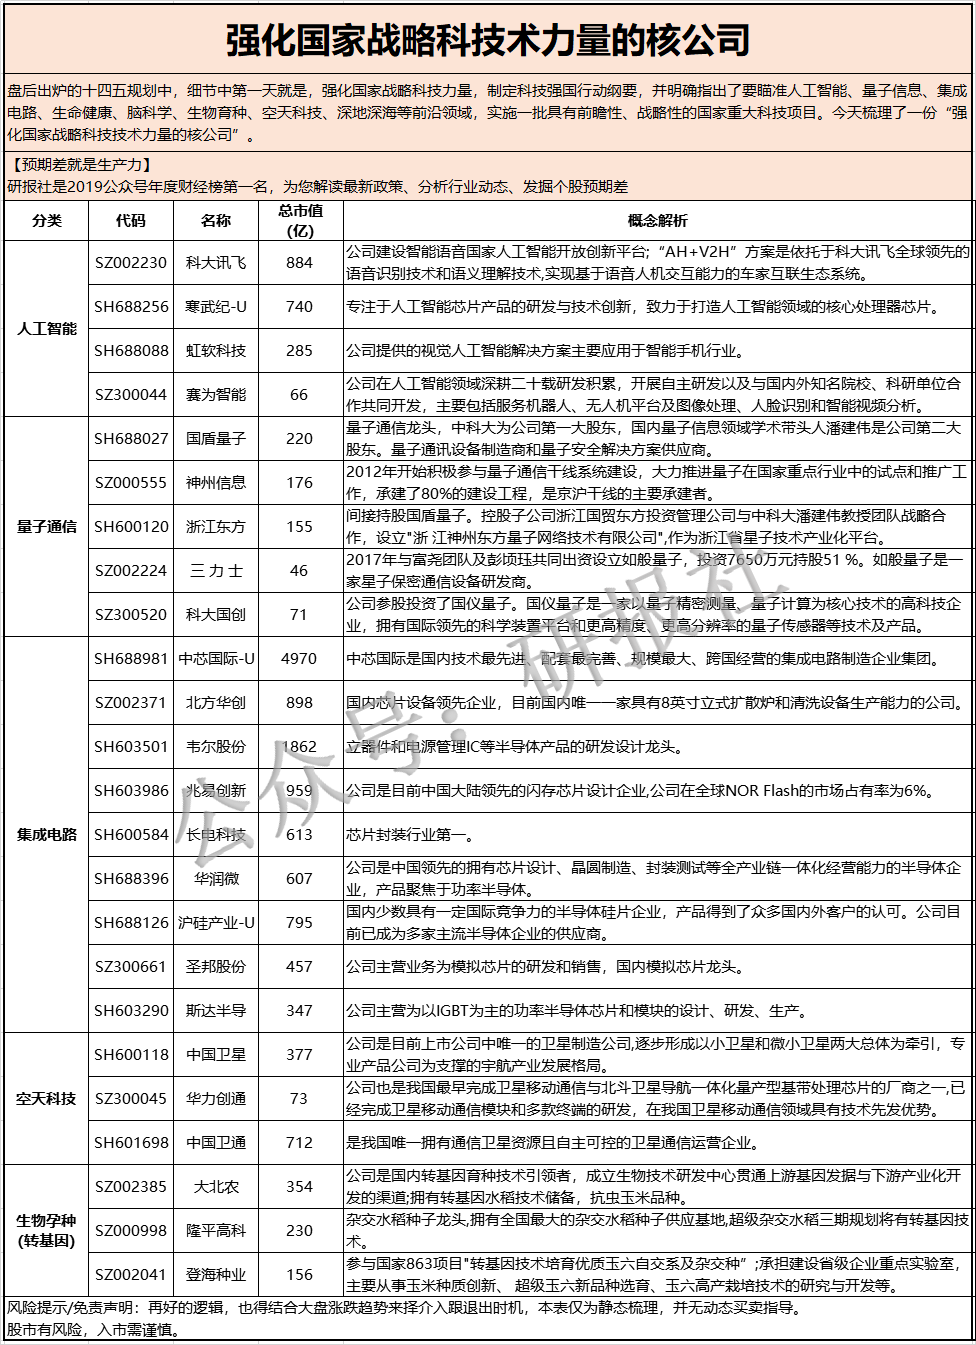 强化国家战略科技术力量的核公司
盘后出炉的十四五规划中，细节中第一天就是，强化国家战略科技力量，制定科技强国行动纲要，并明确指出了要瞄准人工智能、量子信息、集成
电路、生命健康、脑科学、生物育种、空天科技、深地深海等前沿领域，实施一批具有前瞻性、战略性的国家重大科技项目。今天梳理了一份“强
化国家战略科技技术力量的核公司”。
【预期差就是生产力】
研报社是2019公众号年度财经榜第一名，为您解读最新政策、分析行业动态、发掘个股预期差
分类 代码 名称 总市值 概念解析
(亿)
人工智能
SZ002230 科大讯飞 884 公司建设智能语音国家人工智能开放创新平台;“AH+V2H”方案是依托于科大讯飞全球领先的
语音识别技术和语义理解技术,实现基于语音人机交互能力的车家互联生态系统。
SH688256 寒武纪-U 740 专注于人工智能芯片产品的研发与技术创新，致力于打造人工智能领域的核心处理器芯片。
SH688088 虹软科技 285 公司提供的视觉人工智能解决方案主要应用于智能手机行业。
SZ300044 赛为智能 66 公司在人工智能领域深耕二十载研发积累，开展自主研发以及与国内外知名院校、科研单位合
作共同开发，主要包括服务机器人、无人机平台及图像处理、人脸识别和智能视频分析。
量子通信
SH688027 国盾量子 220 量子通信龙头，中科大为公司第一大股东，国内量子信息领域学术带头人潘建伟是公司第二大
股东。量子通讯设备制造商和量子安全解决方案供应商。
SZ000555 神州信息 176 2012年开始积极参与量子通信干线系统建设，大力推进量子在国家重点行业中的试点和推广工
作，承建了80%的建设工程，是京沪干线的主要承建者。
SH600120 浙江东方 155 间接持股国盾量子。控股子公司浙江国贸东方投资管理公司与中科大潘建伟教授团队战略合
作，设立"浙 江神州东方量子网络技术有限公司",作为浙江省星子技术产业化平台。
SZ002224 三 力 士 46 2017年与富尧团队及彭顷砡共同出资设立如般量子，投资7650万元持股51 %。如般量子是一
家星子保密通信设备研发商。
SZ300520 科大国创 71 公司参股投资了国仪量子。国仪量子是一家以量子精密测量、量子计算为核心技术的高科技企
业，拥有国际领先的科学装置平台和更高精度、更高分辨率的量子传感器等技术及产品。
集成电路
SH688981 中芯国际-U 4970 中芯国际是国内技术最先进、配套最完善、规模最大、跨国经营的集成电路制造企业集团。
SZ002371 北方华创 898 国内芯片设备领先企业，目前国内唯一一家具有8英寸立式扩散炉和清洗设备生产能力的公司。
SH603501 韦尔股份 1862 立器件和电源管理IC等半导体产品的研发设计龙头。
SH603986 兆易创新 959 公司是目前中国大陆领先的闪存芯片设计企业,公司在全球NOR Flash的市场占有率为6%。
SH600584 长电科技 613 芯片封装行业第一。
SH688396 华润微 607 公司是中国领先的拥有芯片设计、晶圆制造、封装测试等全产业链一体化经营能力的半导体企
业，产品聚焦于功率半导体。
SH688126 沪硅产业-U 795 国内少数具有一定国际竞争力的半导体硅片企业，产品得到了众多国内外客户的认可。公司目
前已成为多家主流半导体企业的供应商。
SZ300661 圣邦股份 457 公司主营业务为模拟芯片的研发和销售，国内模拟芯片龙头。
SH603290 斯达半导 347 公司主营为以IGBT为主的功率半导体芯片和模块的设计、研发、生产。
空天科技
SH600118 中国卫星 377 公司是目前上市公司中唯一的卫星制造公司,逐步形成以小卫星和微小卫星两大总体为牵引，专
业产品公司为支撑的宇航产业发展格局。
SZ300045 华力创通 73 公司也是我国最早完成卫星移动通信与北斗卫星导航一体化量产型基带处理芯片的厂商之一,已
经完成卫星移动通信模块和多款终端的研发，在我国卫星移动通信领域具有技术先发优势。
SH601698 中国卫通 712 是我国唯一拥有通信卫星资源且自主可控的卫星通信运营企业。
生物孕种
(转基因)
SZ002385 大北农 354 公司是国内转基因育种技术引领者，成立生物技术研发中心贯通上游基因发据与下游产业化开
发的渠道;拥有转基因水稻技术储备，抗虫玉米品种。
SZ000998 隆平高科 230 杂交水稻种子龙头,拥有全国最大的杂交水稻种子供应基地,超级杂交水稻三期规划将有转基因技
术。
SZ002041 登海种业 156 参与国家863项目"转基因技术培育优质玉六自交系及杂交种”;承担建设省级企业重点实验室，
主要从事玉米种质创新、 超级玉六新品种选育、玉六高产栽培技术的研究与开发等。
风险提示/免责声明：再好的逻辑，也得结合大盘涨跌趋势来择介入跟退出时机，本表仅为静态梳理，并无动态买卖指导。
股市有风险，入市需谨慎。
公众号：研报社